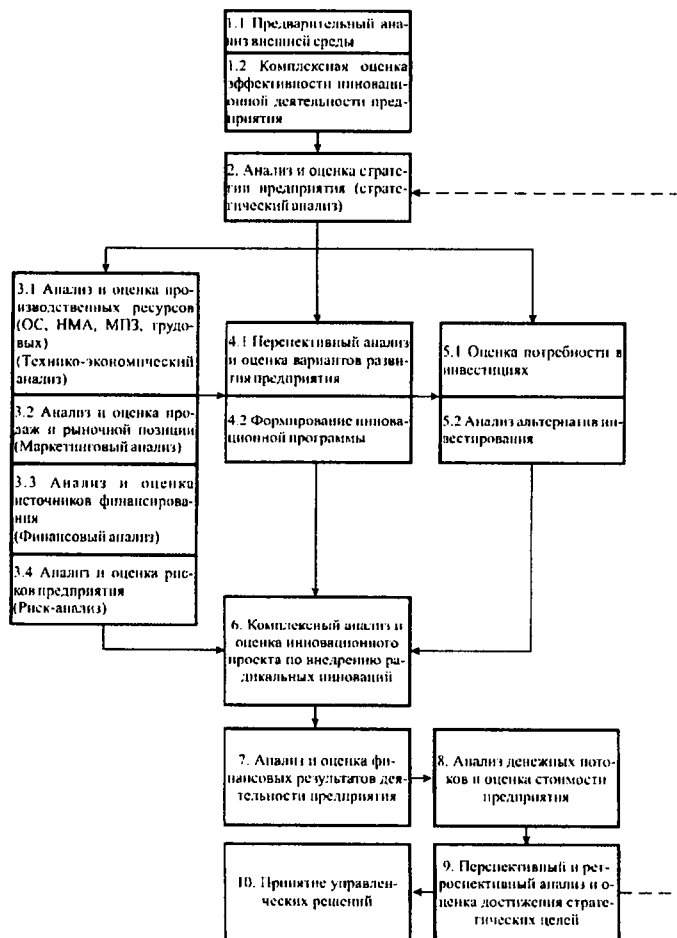 1.1 Предварительный ана-
лиз внешней среды
1.2 Комплексная оценка
эффективности инноваци-
онной деятельности пред-
приятия
2. Анализ и оценка страте-
гии предприятия (страте-
гический анализ)
3.1 Анализ и оценка про-
изводственных ресурсов
(ОС, НМА, МПЗ, трудо-
вых)
(Технико-экономический
анализ)
3.2 Анализ и оценка про-
даж и рыночной позиции
(Маркетинговый анализ)
3.3 Анализ и оценка
источников финансирова-
ния
(Финансовый анализ)
3.4 Анализ и оценка рис-
ков предприятия
(Риск-анализ)
4.1 Перспективный анализ
и оценка вариантов разви-
тия предприятия
4.2 Формирование иннова-
ционной программы
5.1 Оценка потребности в
инвестициях
5.2 Анализ альтернатив ин-
вестирования
6. Комплексный анализ и
оценка инновационного
проекта по внедрению ра-
дикальных инноваций
7. Анализ и оценка фи-
нансовых результатов дея-
тельности предприятия
8. Анализ денежных пото-
ков и оценка стоимости
предприятия
9. Перспективный и рет-
роспективный анализ и о-
ценка достижения страте-
гических целей
10. Принятие управлен-
ческих решений